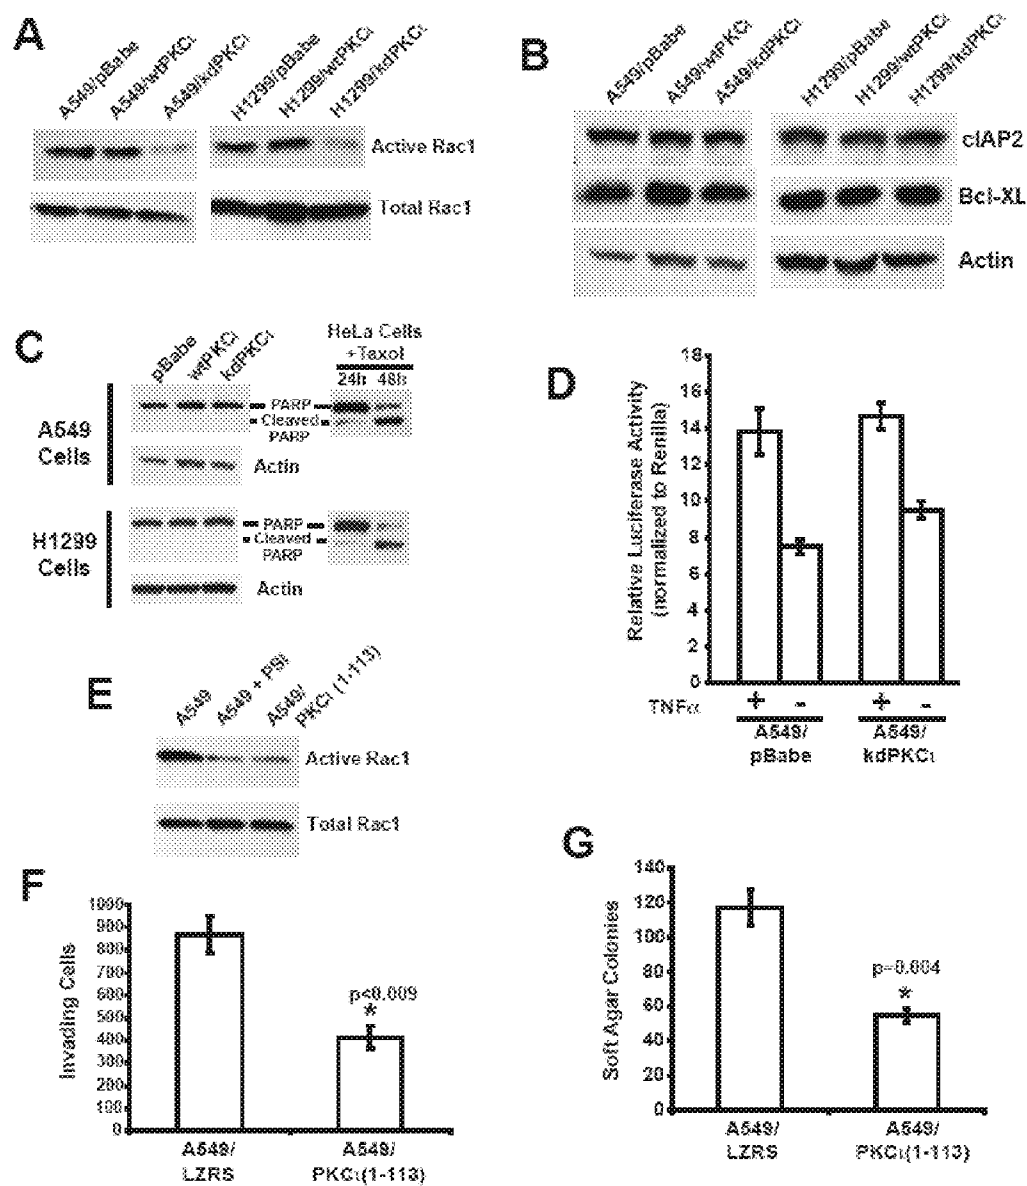 A
A549/pBabe
A549/wtPKCι
A549/kdPKCι
H1299/pBabe
H1299/wtPKCι
H1299/kdPKCι
Active Rac1
Total Rac1
B
A549/pBabe
A549/wtPKCι
A549/kdPKCι
H1299/pBabe
H1299/wtPKCι
H1299/kdPKCι
cIAP2
Bcl-XL
Actin
C
pBabe
wtPKCι
kdPKCι
HeLa Cells
+Taxol
24h 48h
A549
Cells
PARP
Cleaved
PARP
Actin
H1299
Cells
PARP
Cleaved
PARP
Actin
D
Relative Luciferase Activity
(normalized to Renilla)
18
16
14
12
10
8
6
4
2
0
TNFα + - + -
A549/
pBabe
A549/
kdPKCι
E
A549
A549 + PSI
A549/
PKCι (1-113)
Active Rac1
Total Rac1
F
Invading Cells
1000
900
800
700
600
500
400
300
200
100
0
p<0.009
*
A549/
LZRS
A549/
PKCι(1-113)
G
Soft Agar Colonies
140
120
100
80
60
40
20
0
p=0.004
*
A549/
LZRS
A549/
PKCι(1-113)